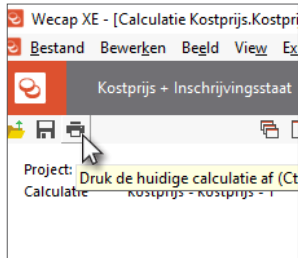 Wecap XE - [Calculatie Kostprijs.Kostpri
Bestand Bewerken Beeld View Ex
Kostprijs + Inschrijvingsstaat
Project:
Druk de huidige calculatie af (Ct
Calculatie Kostprijs - Kostprijs - 1